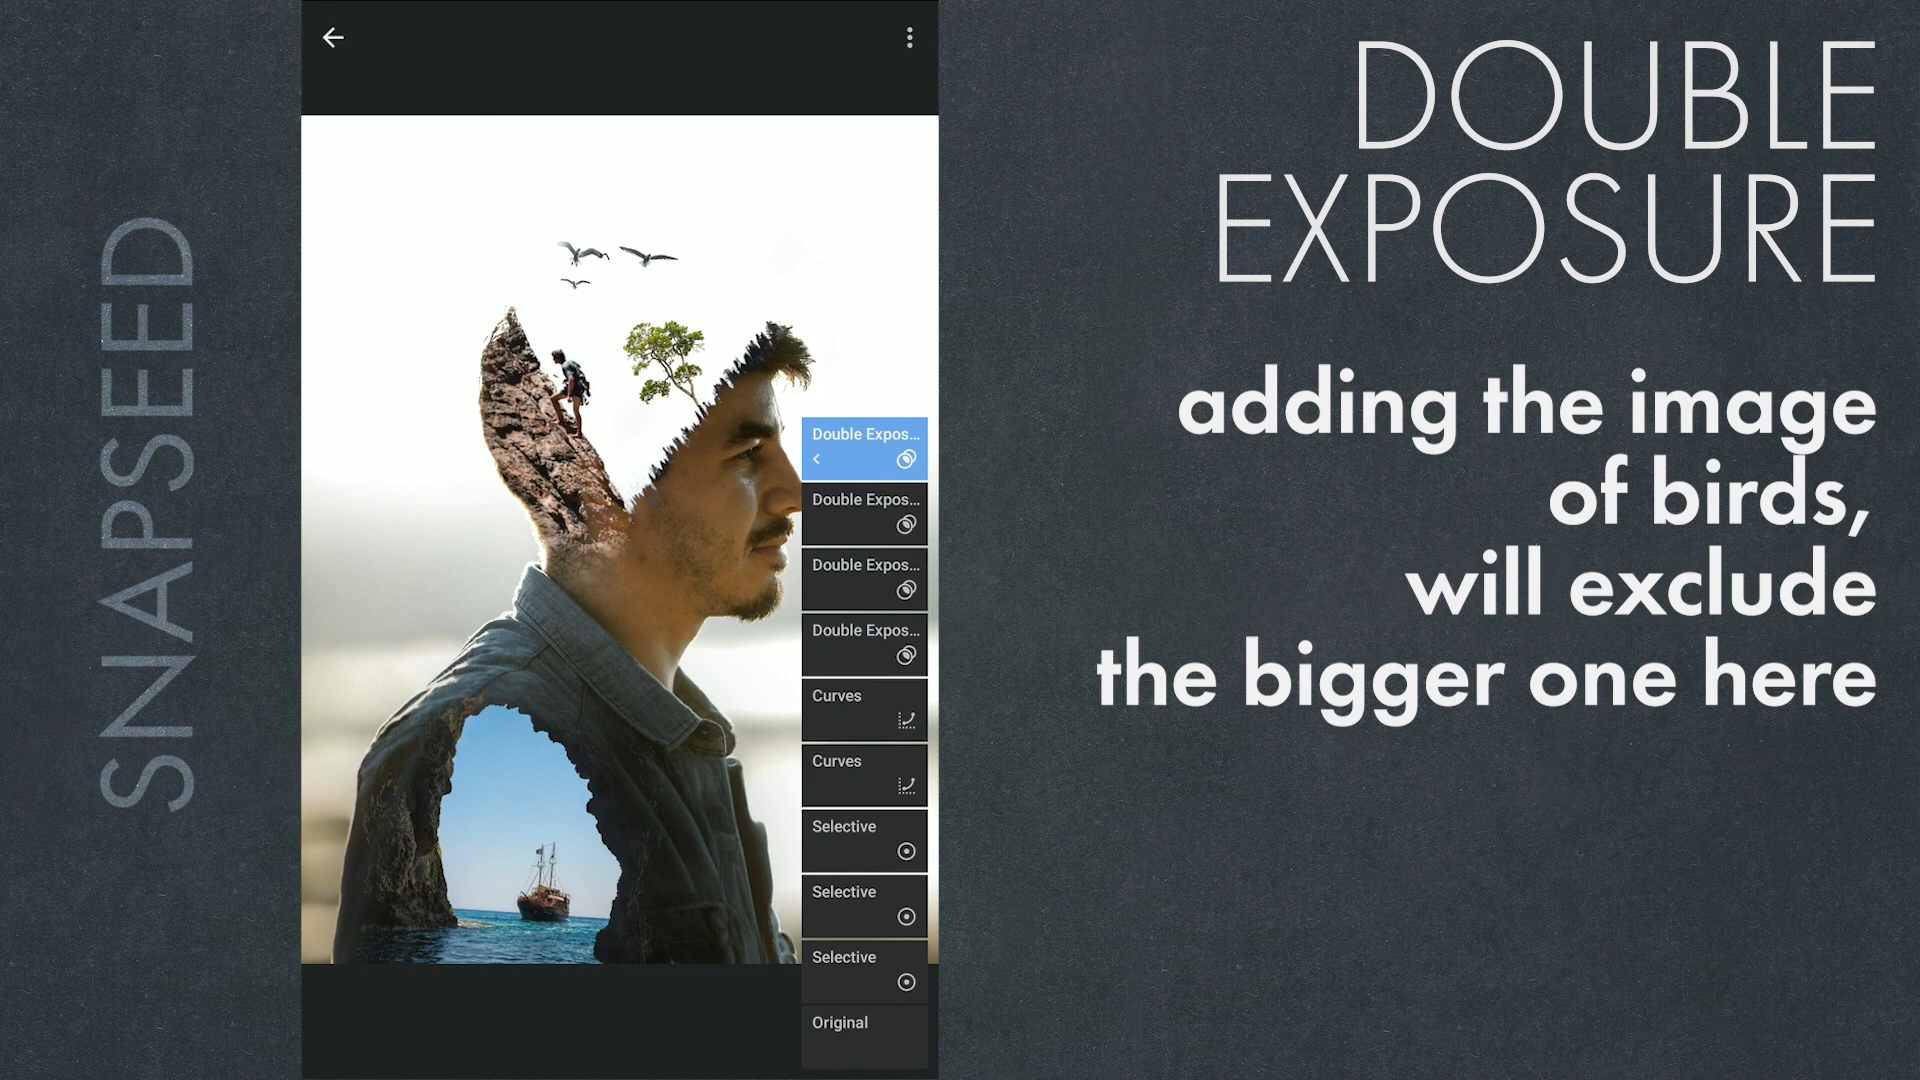 SNAPSEED
Double Expos...
Double Expos...
Double Expos...
Double Expos...
Curves
Curves
Selective
Selective
Selective
Original
DOUBLE
EXPOSURE
adding the image
of birds,
will exclude
the bigger one here